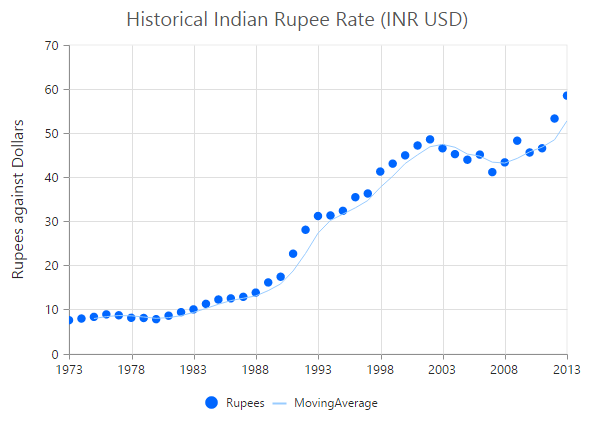 Historical Indian Rupee Rate (INR USD)
Rupees against Dollars
70
60
50
40
30
20
10
0
1973 1978 1983 1988 1993 1998 2003 2008 2013
Rupees MovingAverage